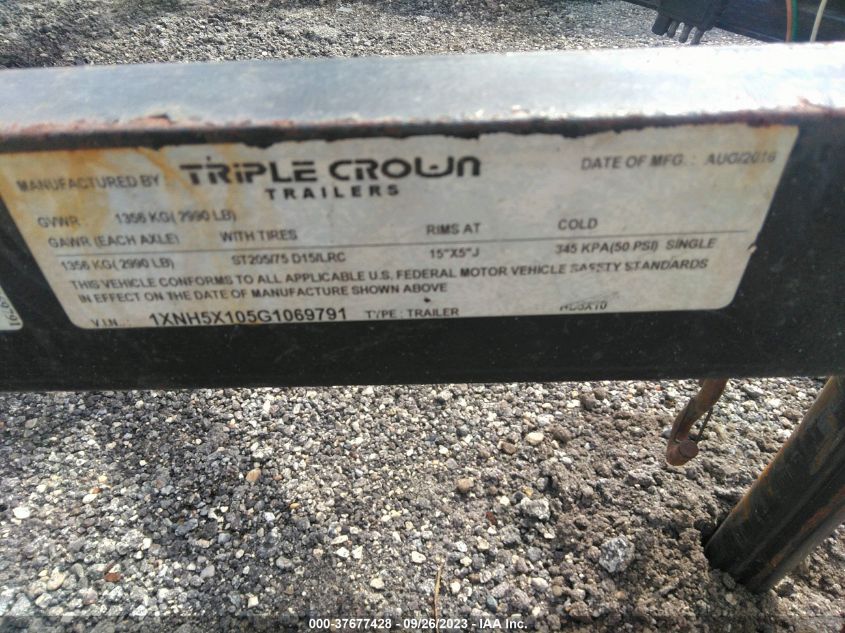 MANUFACTURED BY TRIPLE CROWN DATE OF MFG.: AUG/2016
TRAILERS
GVWR 1356 KG( 2990 LB)
GAWR (EACH AXLE) WITH TIRES RIMS AT COLD
1356 KG( 2990 LB) ST205/75 D15/LRC 15"X5"J 345 KPA(50 PSI) SINGLE
THIS VEHICLE CONFORMS TO ALL APPLICABLE U.S. FEDERAL MOTOR VEHICLE SAFETY STANDARDS
IN EFFECT ON THE DATE OF MANUFACTURE SHOWN ABOVE
V.I.N.: 1XNH5X105G1069791 TYPE: TRAILER
000-37677428 - 09/26/2023 - IAA Inc.